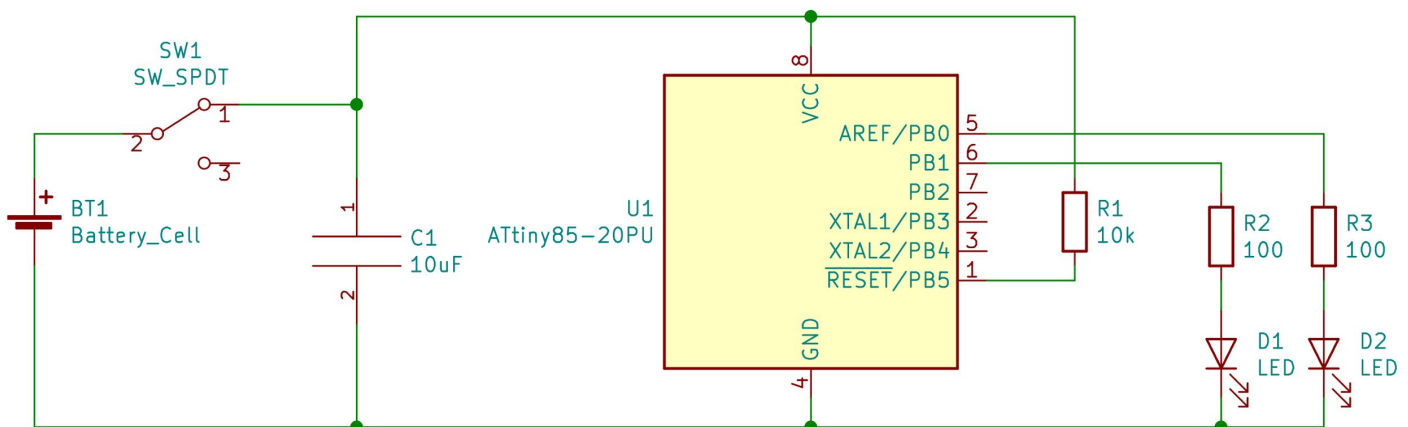 SW1
SW_SPDT
1
2
3
+
BT1
Battery_Cell
1
C1
10uF
2
U1
ATtiny85-20PU
8
VCC
AREF/PB0
5
PB1
6
PB2
7
XTAL1/PB3
2
XTAL2/PB4
3
RESET/PB5
1
GND
4
R1
10k
R2
100
R3
100
D1
LED
D2
LED